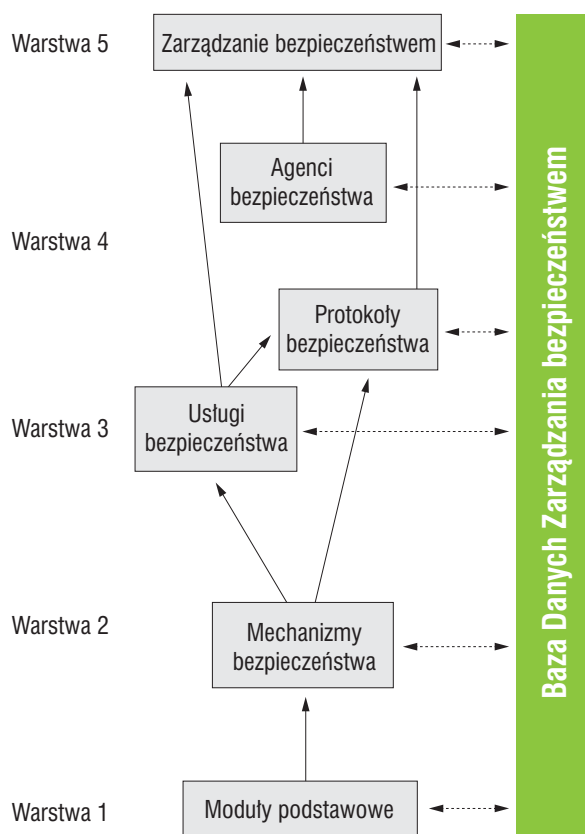 Warstwa 5
Zarządzanie bezpieczeństwem
Agenci
bezpieczeństwa
Warstwa 4
Protokoły
bezpieczeństwa
Warstwa 3
Usługi
bezpieczeństwa
Warstwa 2
Mechanizmy
bezpieczeństwa
Warstwa 1
Moduły podstawowe
Baza Danych Zarządzania bezpieczeństwem